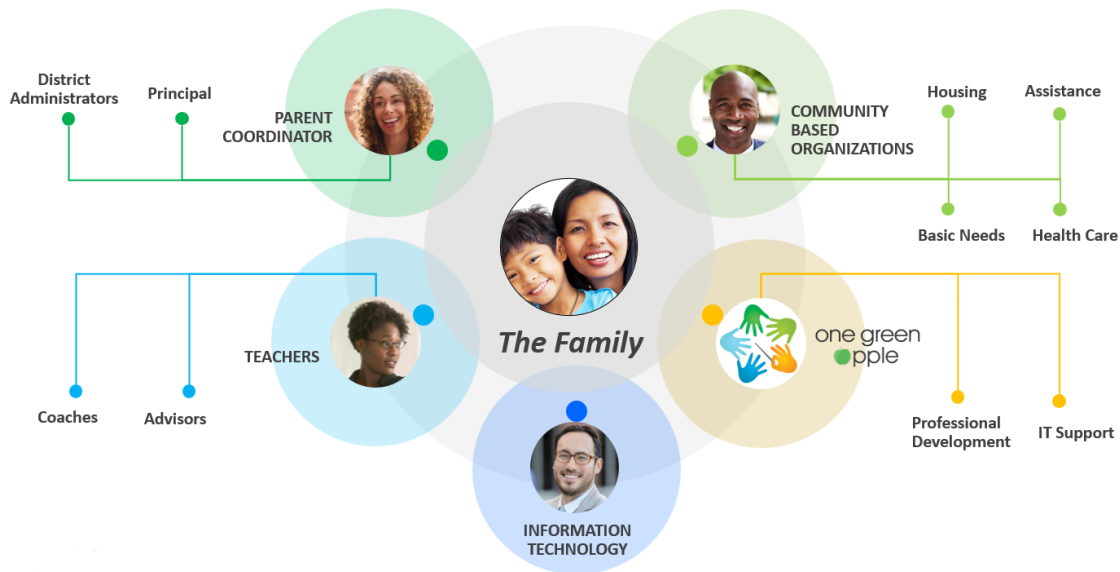 District
Administrators
Principal
PARENT
COORDINATOR
COMMUNITY
BASED
ORGANIZATIONS
Housing
Assistance
Basic Needs
Health Care
The Family
TEACHERS
Coaches
Advisors
one green
pple
Professional
Development
IT Support
INFORMATION
TECHNOLOGY